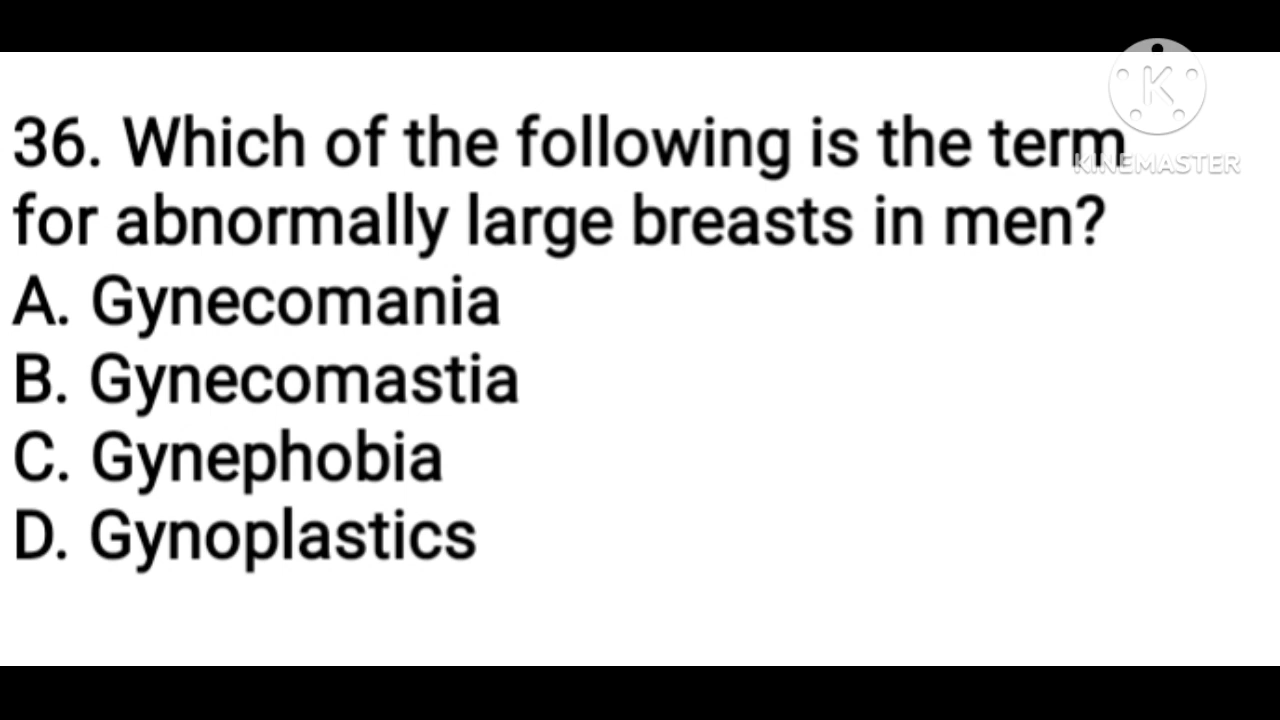 36. Which of the following is the term
for abnormally large breasts in men?
A. Gynecomania
B. Gynecomastia
C. Gynephobia
D. Gynoplastics
K
KINEMASTER